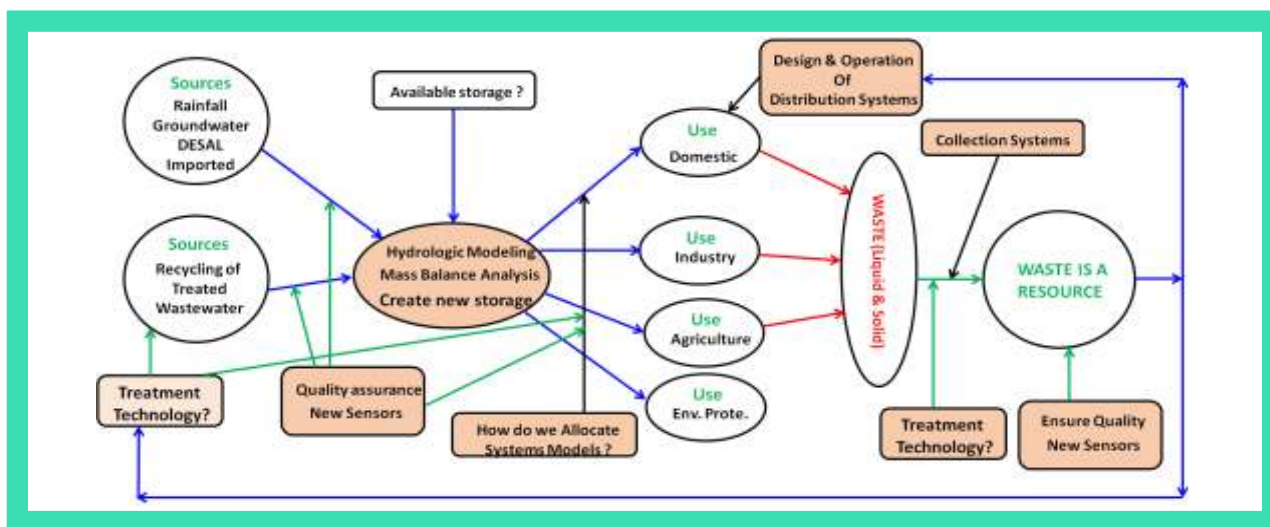 Sources
Rainfall
Groundwater
DESAL
Imported
Available storage ?
Design & Operation
Of
Distribution Systems
Use
Domestic
Collection Systems
Sources
Recycling of
Treated
Wastewater
Hydrologic Modeling
Mass Balance Analysis
Create new storage
Use
Industry
WASTE (Liquid & Solid)
WASTE IS A
RESOURCE
Use
Agriculture
Treatment
Technology?
Quality assurance
New Sensors
Use
Env. Prote.
How do we Allocate
Systems Models ?
Treatment
Technology?
Ensure Quality
New Sensors